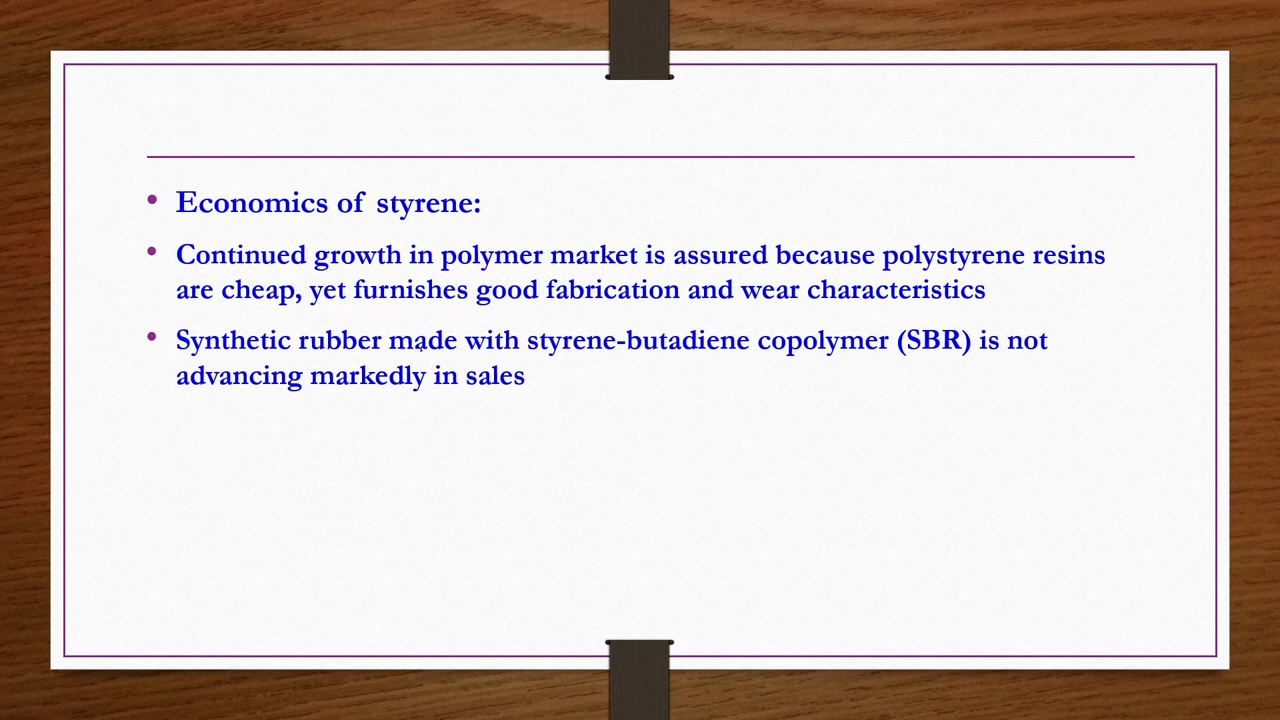 • Economics of styrene:
• Continued growth in polymer market is assured because polystyrene resins
are cheap, yet furnishes good fabrication and wear characteristics
• Synthetic rubber made with styrene-butadiene copolymer (SBR) is not
advancing markedly in sales